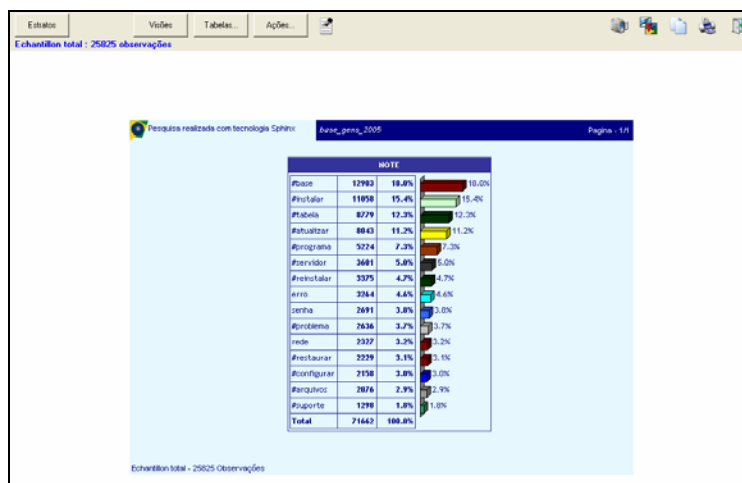 Estratos Visões Tabelas... Ações...
Echantillon total : 25825 observações
Pesquisa realizada com tecnologia Sphinx base_gens_2005 Pagina - 1/1
NOTE
#base 12903 18.0% 18.0%
#instalar 11058 15.4% 15.4%
#tabela 8779 12.3% 12.3%
#atualizar 8043 11.2% 11.2%
#programa 5224 7.3% 7.3%
#servidor 3601 5.0% 5.0%
#reinstalar 3375 4.7% 4.7%
erro 3264 4.6% 4.6%
senha 2691 3.8% 3.8%
#problema 2636 3.7% 3.7%
rede 2327 3.2% 3.2%
#restaurar 2229 3.1% 3.1%
#configurar 2158 3.0% 3.0%
#arquivos 2076 2.9% 2.9%
#suporte 1298 1.8% 1.8%
Total 71662 100.0%
Echantillon total - 25825 Observações